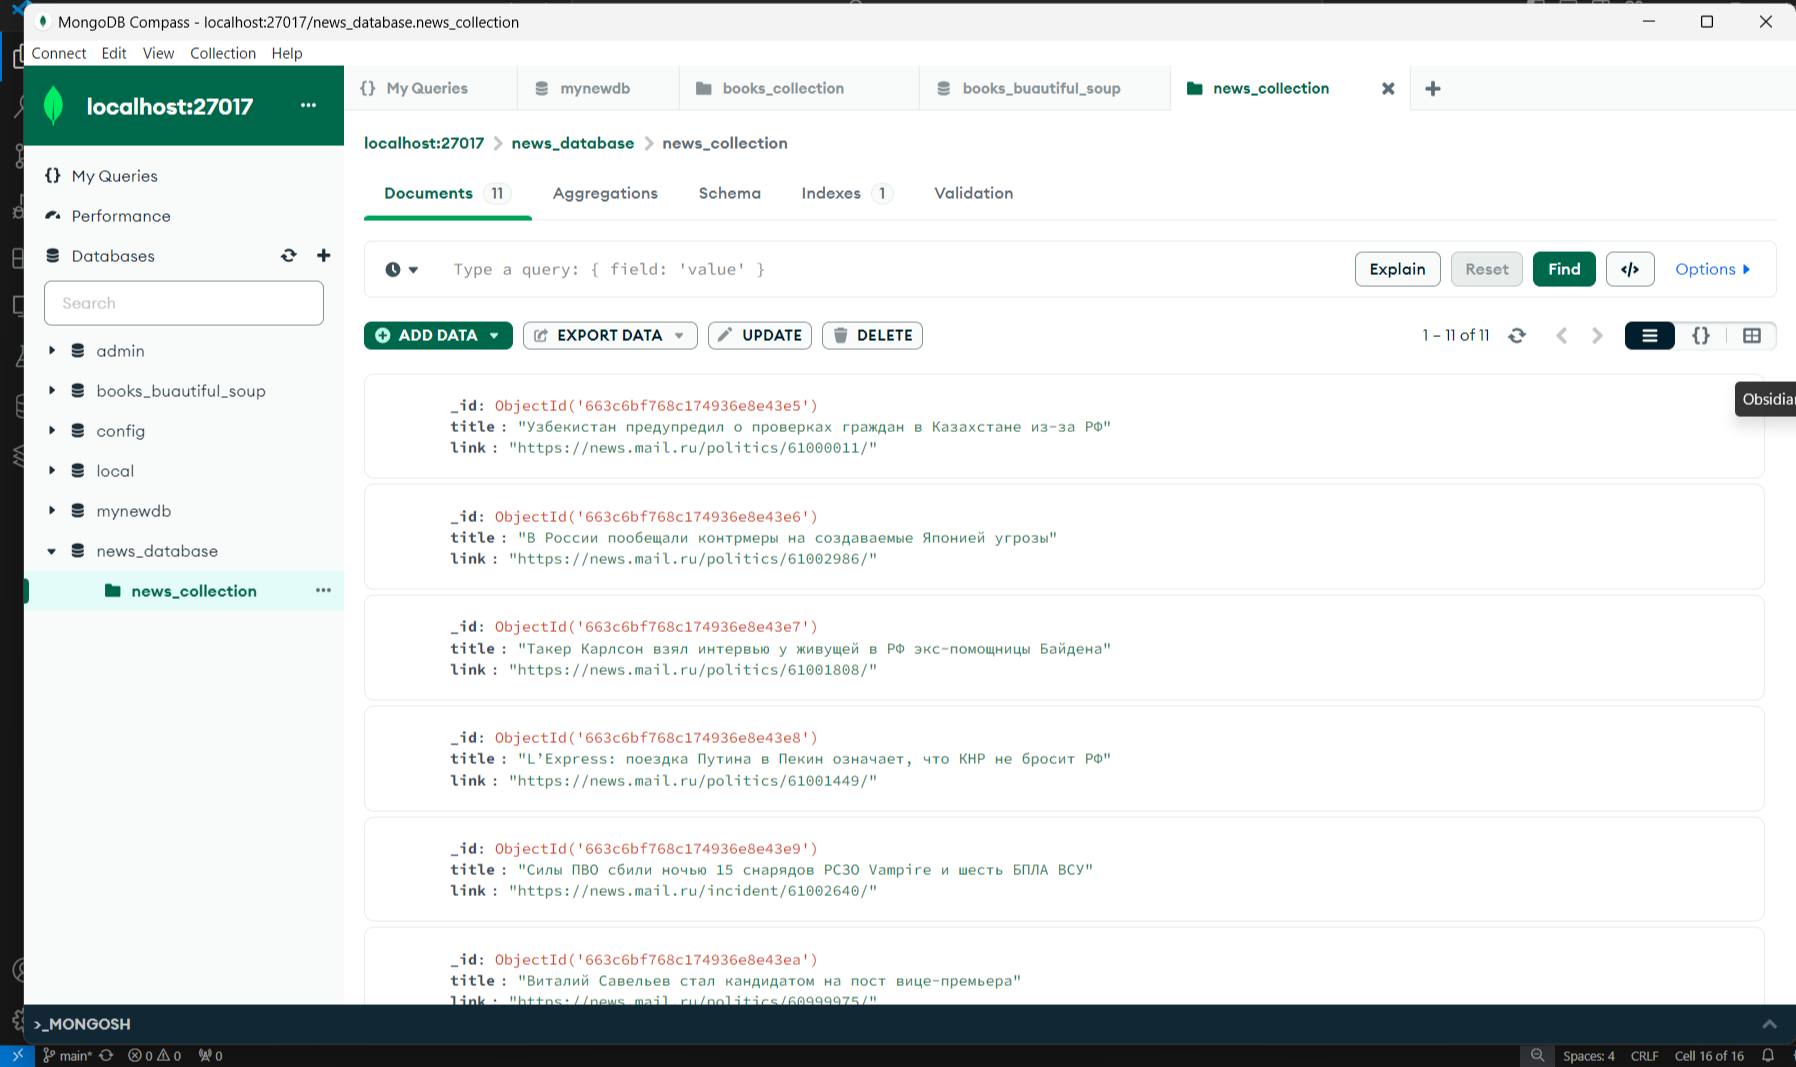 MongoDB Compass - localhost:27017/news_database.news_collection
Connect Edit View Collection Help
localhost:27017 ...
{} My Queries
mynewdb
books_collection
books_buautiful_soup
news_collection
localhost:27017 > news_database > news_collection
My Queries
Performance
Databases
Search
admin
books_buautiful_soup
config
local
mynewdb
news_database
news_collection ...
Documents 11 Aggregations Schema Indexes 1 Validation
Type a query: { field: 'value' }
Explain Reset Find </> Options
ADD DATA EXPORT DATA UPDATE DELETE
1 – 11 of 11
{}
Obsidia
_id: ObjectId('663c6bf768c174936e8e43e5')
title : "Узбекистан предупредил о проверках граждан в Казахстане из-за РФ"
link : "https://news.mail.ru/politics/61000011/"
_id: ObjectId('663c6bf768c174936e8e43e6')
title : "В России пообещали контрмеры на создаваемые Японией угрозы"
link : "https://news.mail.ru/politics/61002986/"
_id: ObjectId('663c6bf768c174936e8e43e7')
title : "Такер Карлсон взял интервью у живущей в РФ экс-помощницы Байдена"
link : "https://news.mail.ru/politics/61001808/"
_id: ObjectId('663c6bf768c174936e8e43e8')
title : "L’Express: поездка Путина в Пекин означает, что КНР не бросит РФ"
link : "https://news.mail.ru/politics/61001449/"
_id: ObjectId('663c6bf768c174936e8e43e9')
title : "Силы ПВО сбили ночью 15 снарядов РСЗО Vampire и шесть БПЛА ВСУ"
link : "https://news.mail.ru/incident/61002640/"
_id: ObjectId('663c6bf768c174936e8e43ea')
title : "Виталий Савельев стал кандидатом на пост вице-премьера"
link : "https://news.mail.ru/politics/60999975/"
>_MONGOSH
main* 0 0 0
Spaces: 4 CRLF Cell 16 of 16